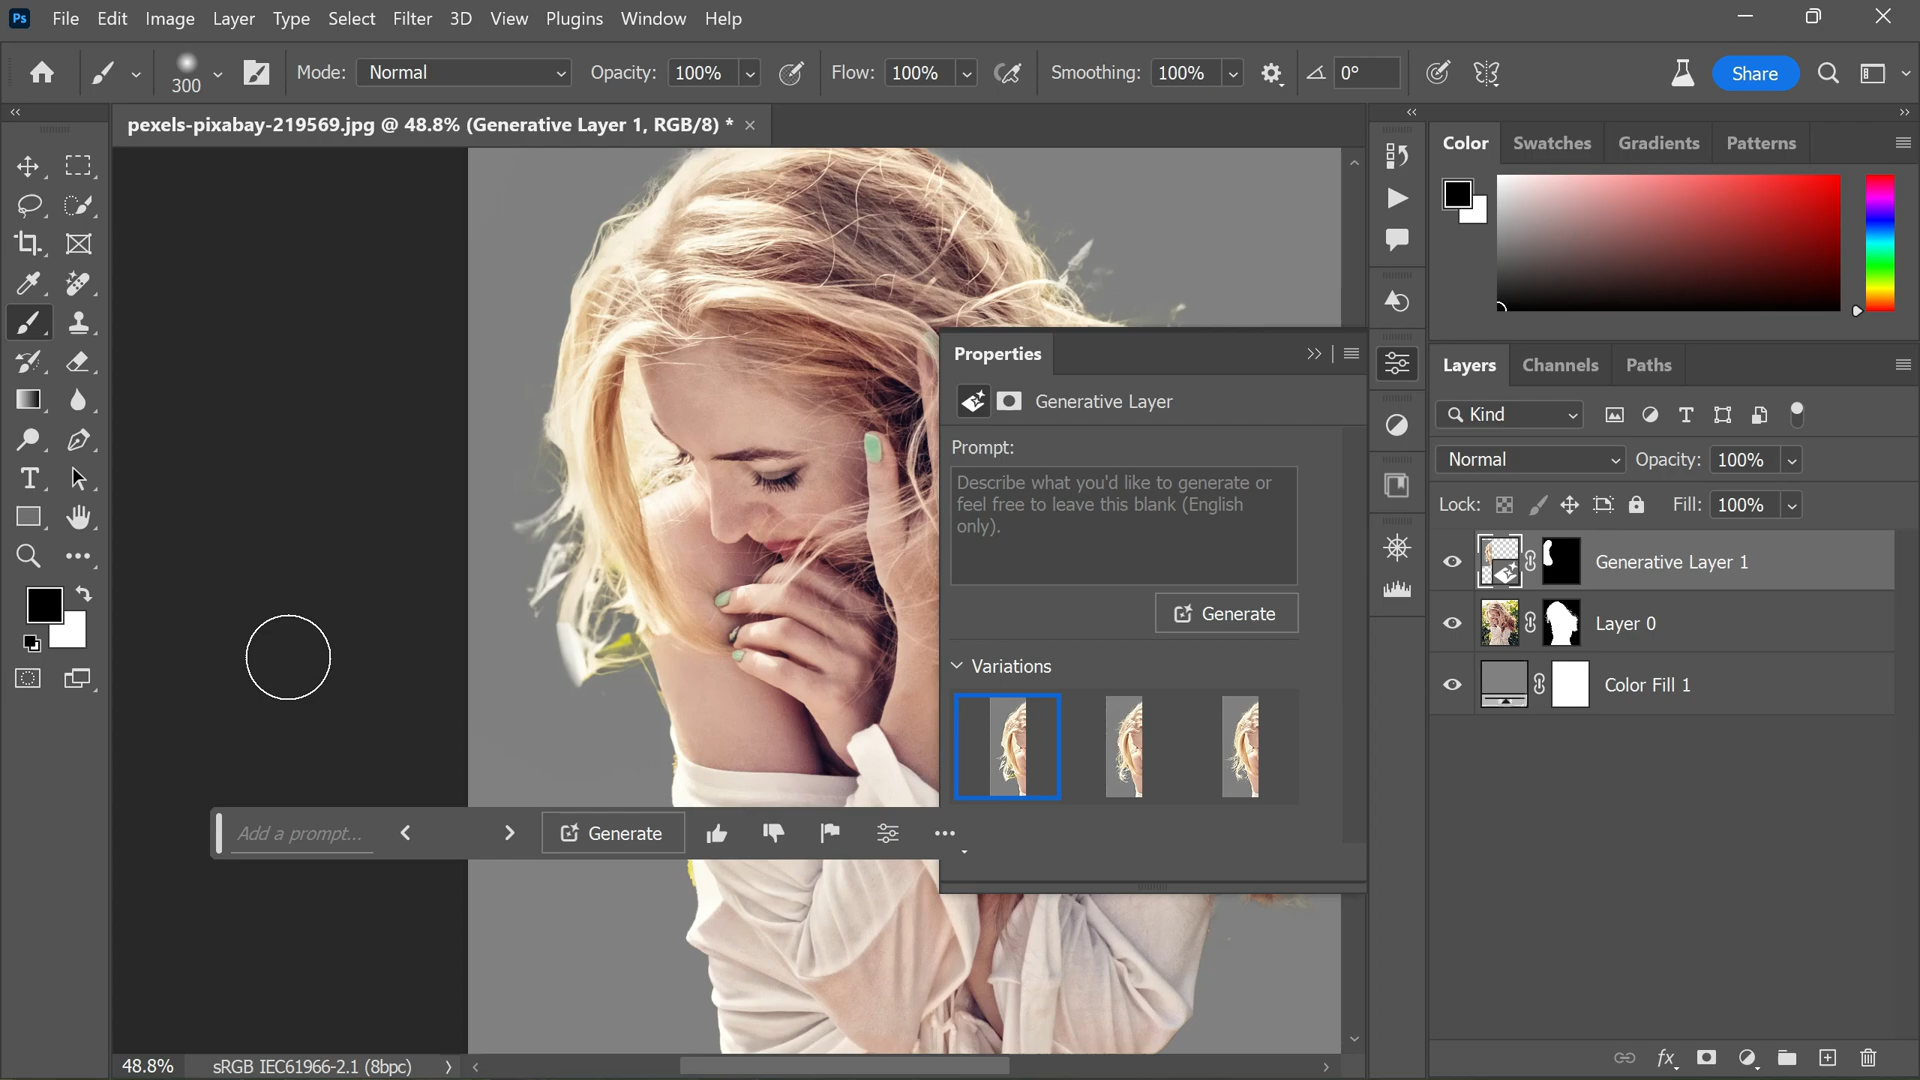 Ps File Edit Image Layer Type Select Filter 3D View Plugins Window Help
300 Mode: Normal Opacity: 100% Flow: 100% Smoothing: 100% 0° Share
pexels-pixabay-219569.jpg @ 48.8% (Generative Layer 1, RGB/8) *
Color Swatches Gradients Patterns
Properties
Generative Layer
Prompt:
Describe what you'd like to generate or
feel free to leave this blank (English
only).
Generate
Variations
Add a prompt...
Generate
Layers Channels Paths
Kind
Normal Opacity: 100%
Lock: Fill: 100%
Generative Layer 1
Layer 0
Color Fill 1
fx
48.8% sRGB IEC61966-2.1 (8bpc)